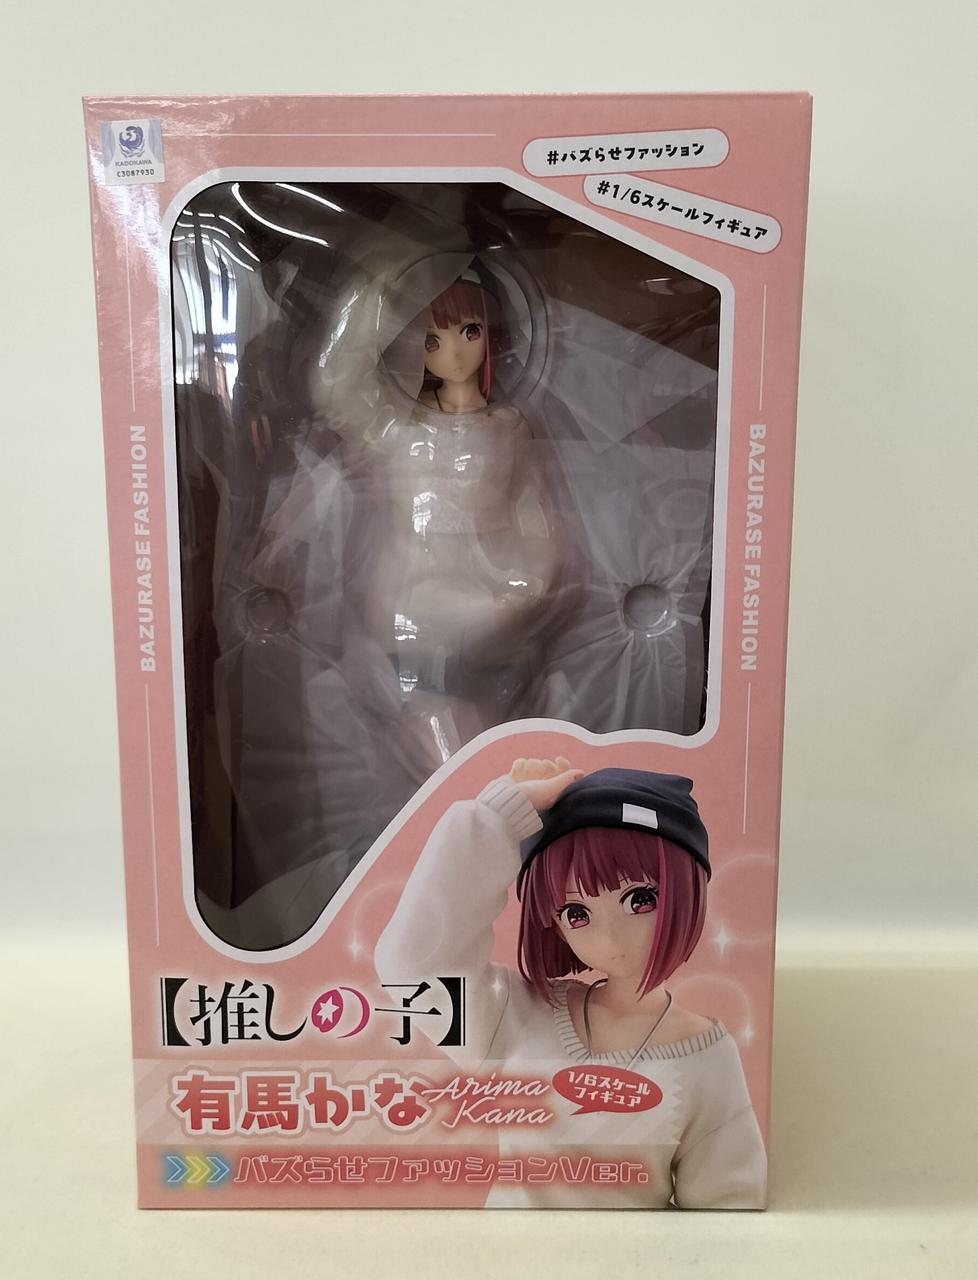 KADOKAWA
C3087930
#バズらせファッション
#1/6スケールフィギュア
BAZURASE FASHION
BAZURASE FASHION
【推しの子】
有馬かな
Arima
Kana
1/6スケール
フィギュア
バズらせファッションVer.